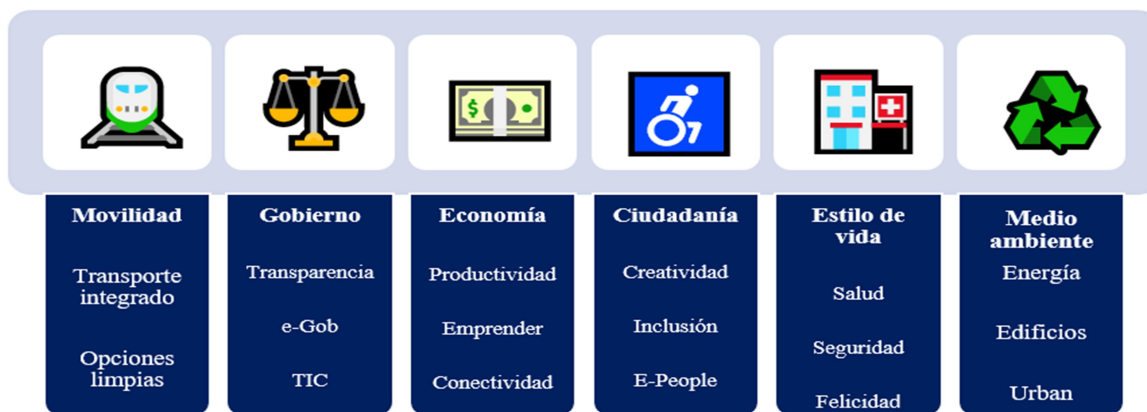 Movilidad
Transporte
integrado
Opciones
limpias
Gobierno
Transparencia
e-Gob
TIC
Economía
Productividad
Emprender
Conectividad
Ciudadanía
Creatividad
Inclusión
E-People
Estilo de
vida
Salud
Seguridad
Felicidad
Medio
ambiente
Energía
Edificios
Urban